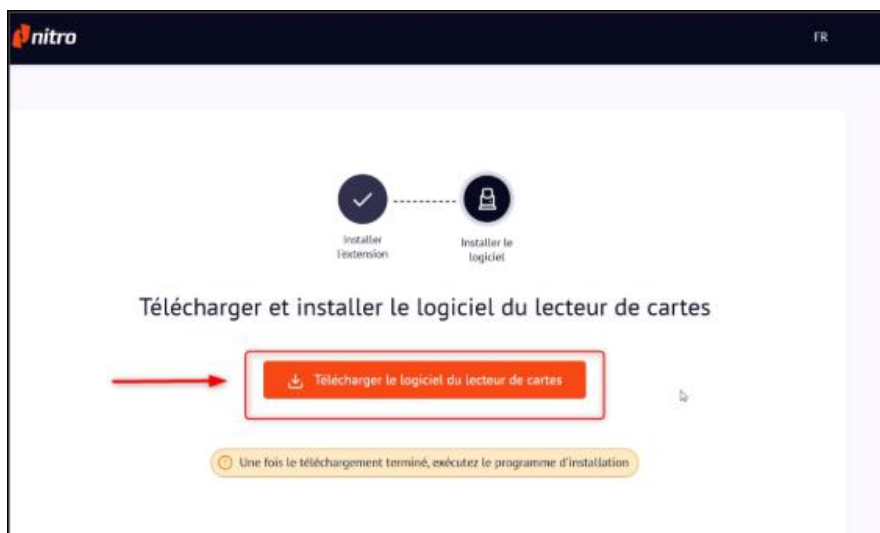 nitro
FR
Installer
l'extension
Installer le
logiciel
Télécharger et installer le logiciel du lecteur de cartes
Télécharger le logiciel du lecteur de cartes
Une fois le téléchargement terminé, exécutez le programme d'installation